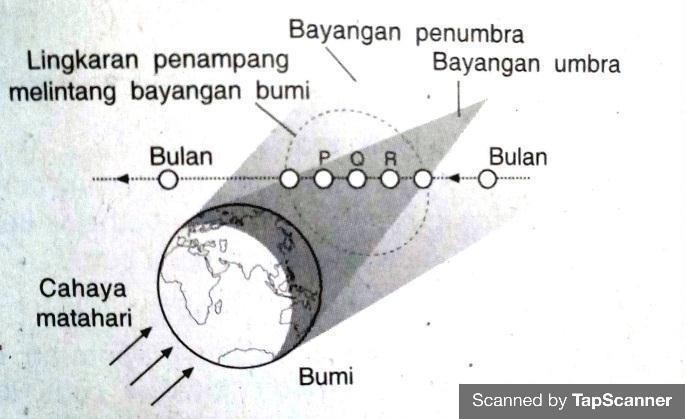 Bayangan penumbra
Lingkaran penampang
melintang bayangan bumi
Bayangan umbra
Bulan
P Q R
Bulan
Cahaya
matahari
Bumi
Scanned by TapScanner